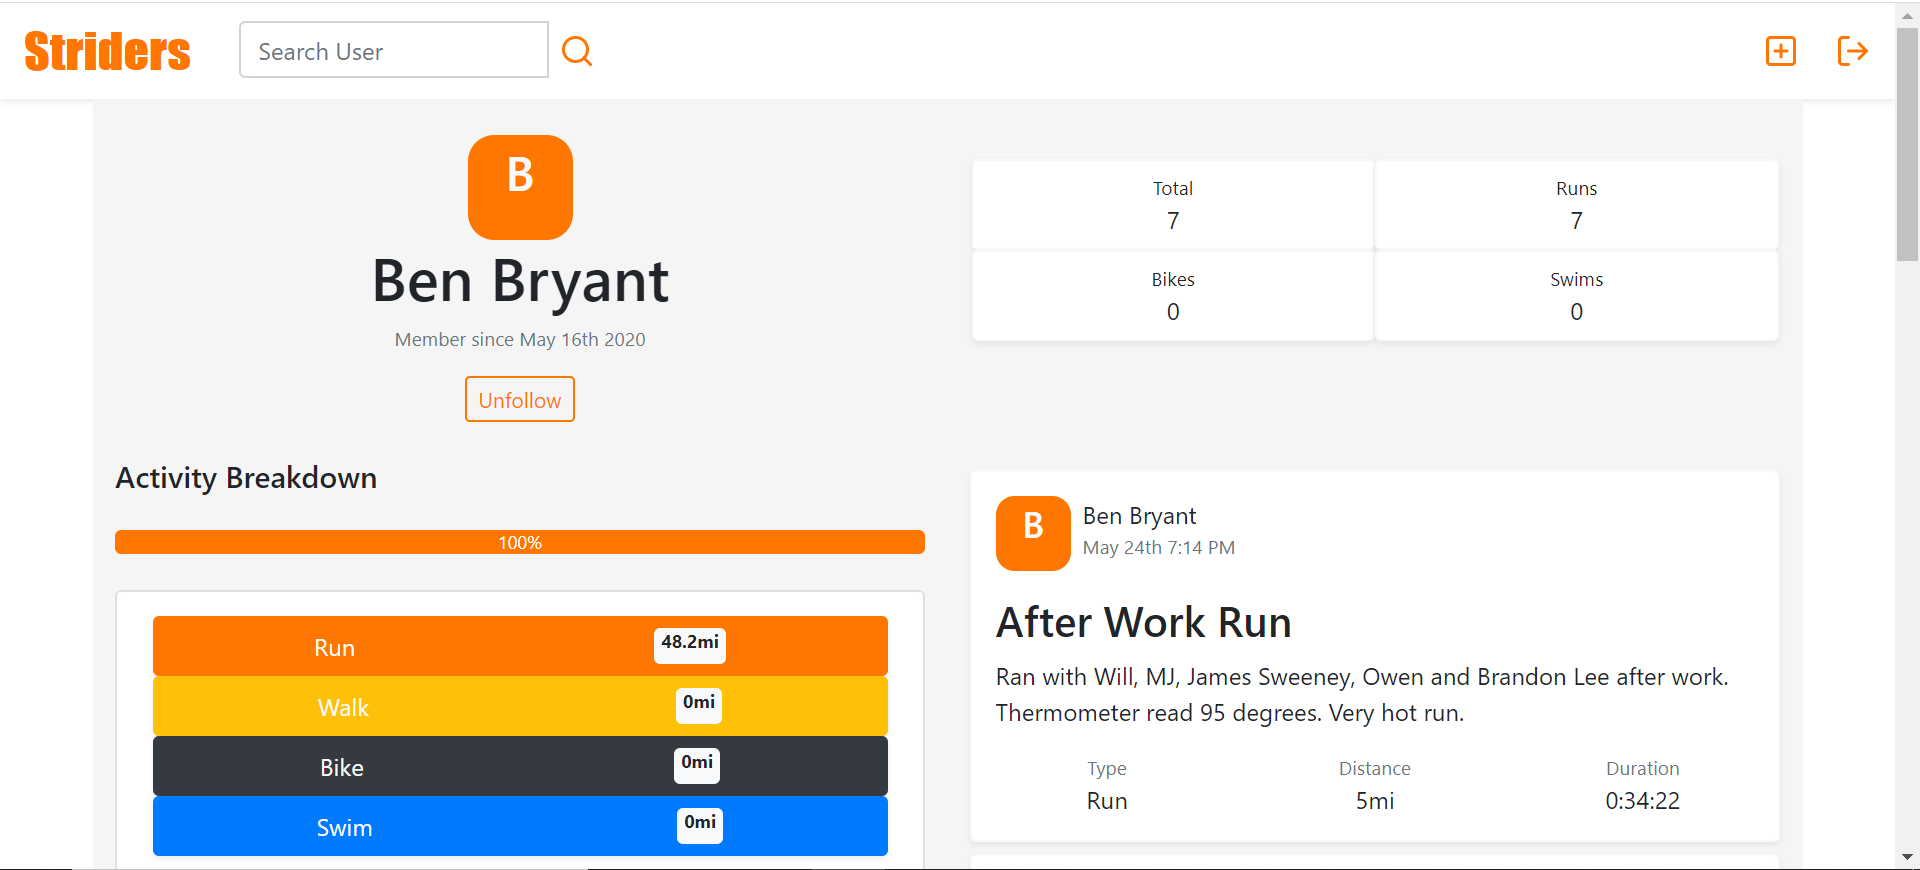 Striders
Search User
B
Ben Bryant
Member since May 16th 2020
Unfollow
Total
7
Runs
7
Bikes
0
Swims
0
Activity Breakdown
100%
Run 48.2mi
Walk 0mi
Bike 0mi
Swim 0mi
B
Ben Bryant
May 24th 7:14 PM
After Work Run
Ran with Will, MJ, James Sweeney, Owen and Brandon Lee after work.
Thermometer read 95 degrees. Very hot run.
Type Distance Duration
Run 5mi 0:34:22